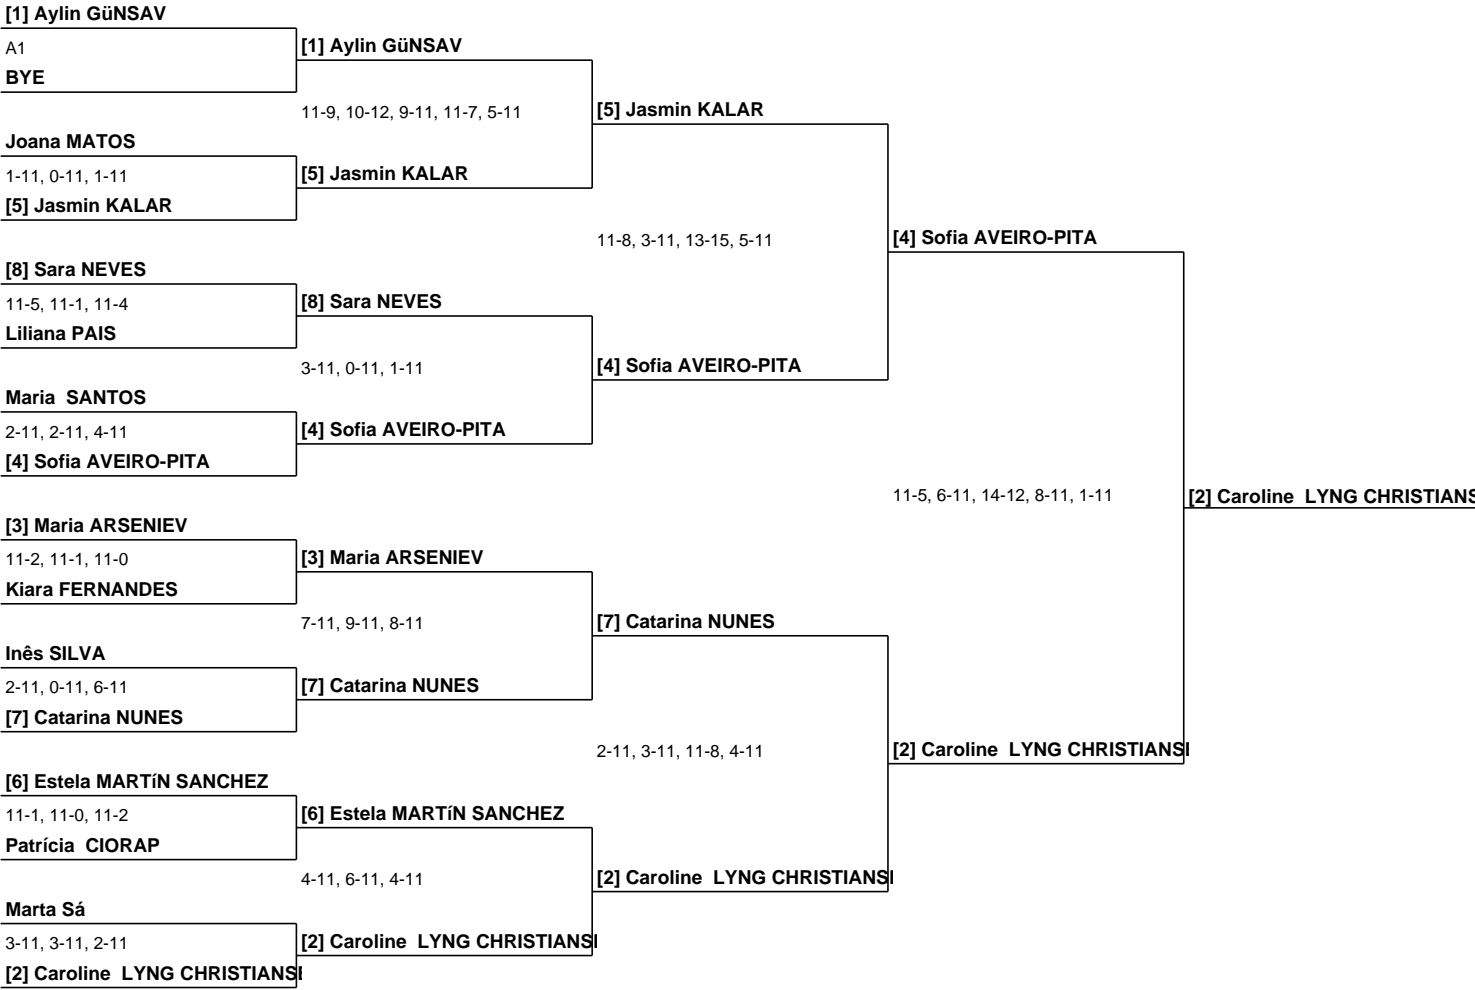 [1] Aylin GüNSAV
A1
BYE
Joana MATOS
1-11, 0-11, 1-11
[5] Jasmin KALAR
[8] Sara NEVES
11-5, 11-1, 11-4
Liliana PAIS
Maria SANTOS
2-11, 2-11, 4-11
[4] Sofia AVEIRO-PITA
[3] Maria ARSENIEV
11-2, 11-1, 11-0
Kiara FERNANDES
Inês SILVA
2-11, 0-11, 6-11
[7] Catarina NUNES
[6] Estela MARTíN SANCHEZ
11-1, 11-0, 11-2
Patrícia CIORAP
Marta Sá
3-11, 3-11, 2-11
[2] Caroline LYNG CHRISTIANS
[1] Aylin GüNSAV
11-9, 10-12, 9-11, 11-7, 5-11
[5] Jasmin KALAR
[8] Sara NEVES
3-11, 0-11, 1-11
[4] Sofia AVEIRO-PITA
[3] Maria ARSENIEV
7-11, 9-11, 8-11
[7] Catarina NUNES
[6] Estela MARTíN SANCHEZ
4-11, 6-11, 4-11
[2] Caroline LYNG CHRISTIANS
[5] Jasmin KALAR
11-8, 3-11, 13-15, 5-11
[4] Sofia AVEIRO-PITA
[7] Catarina NUNES
2-11, 3-11, 11-8, 4-11
[2] Caroline LYNG CHRISTIANS
[4] Sofia AVEIRO-PITA
11-5, 6-11, 14-12, 8-11, 1-11
[2] Caroline LYNG CHRISTIANS
[2] Caroline LYNG CHRISTIANS